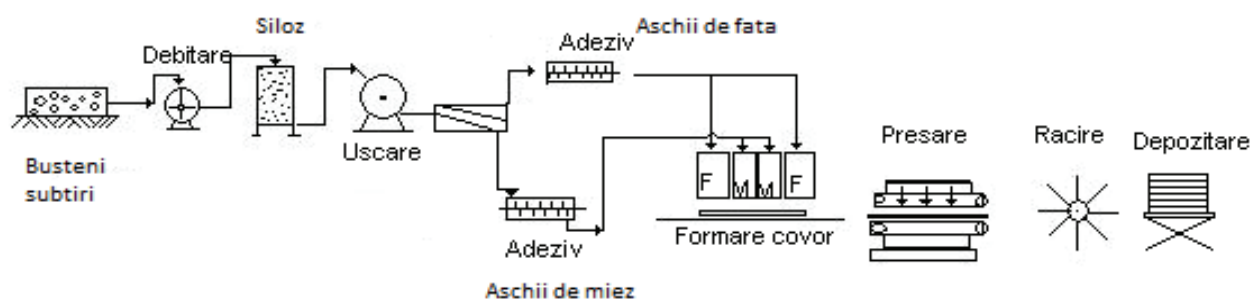 Siloz
Aschii de fata
Debitare
Adeziv
Uscare
Presare
Racire
Depozitare
Busteni
subtiri
F
M
M
F
Adeziv
Formare covor
Aschii de miez